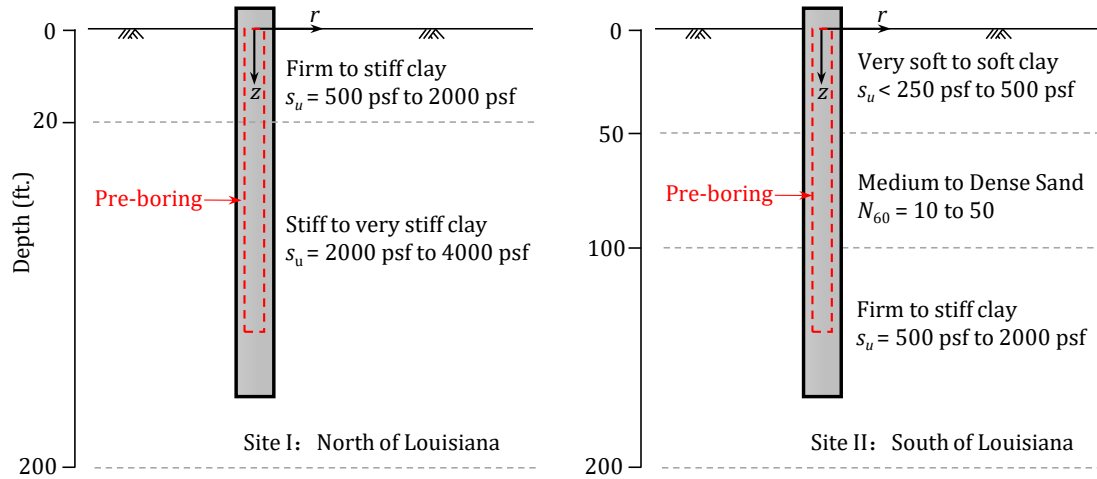 0
r
Firm to stiff clay
z
s_u = 500 psf to 2000 psf
20
Pre-boring
Depth (ft.)
Stiff to very stiff clay
s_u = 2000 psf to 4000 psf
Site I：North of Louisiana
200
0
r
Very soft to soft clay
z
s_u < 250 psf to 500 psf
50
Pre-boring
Medium to Dense Sand
N_60 = 10 to 50
100
Firm to stiff clay
s_u = 500 psf to 2000 psf
Site II：South of Louisiana
200